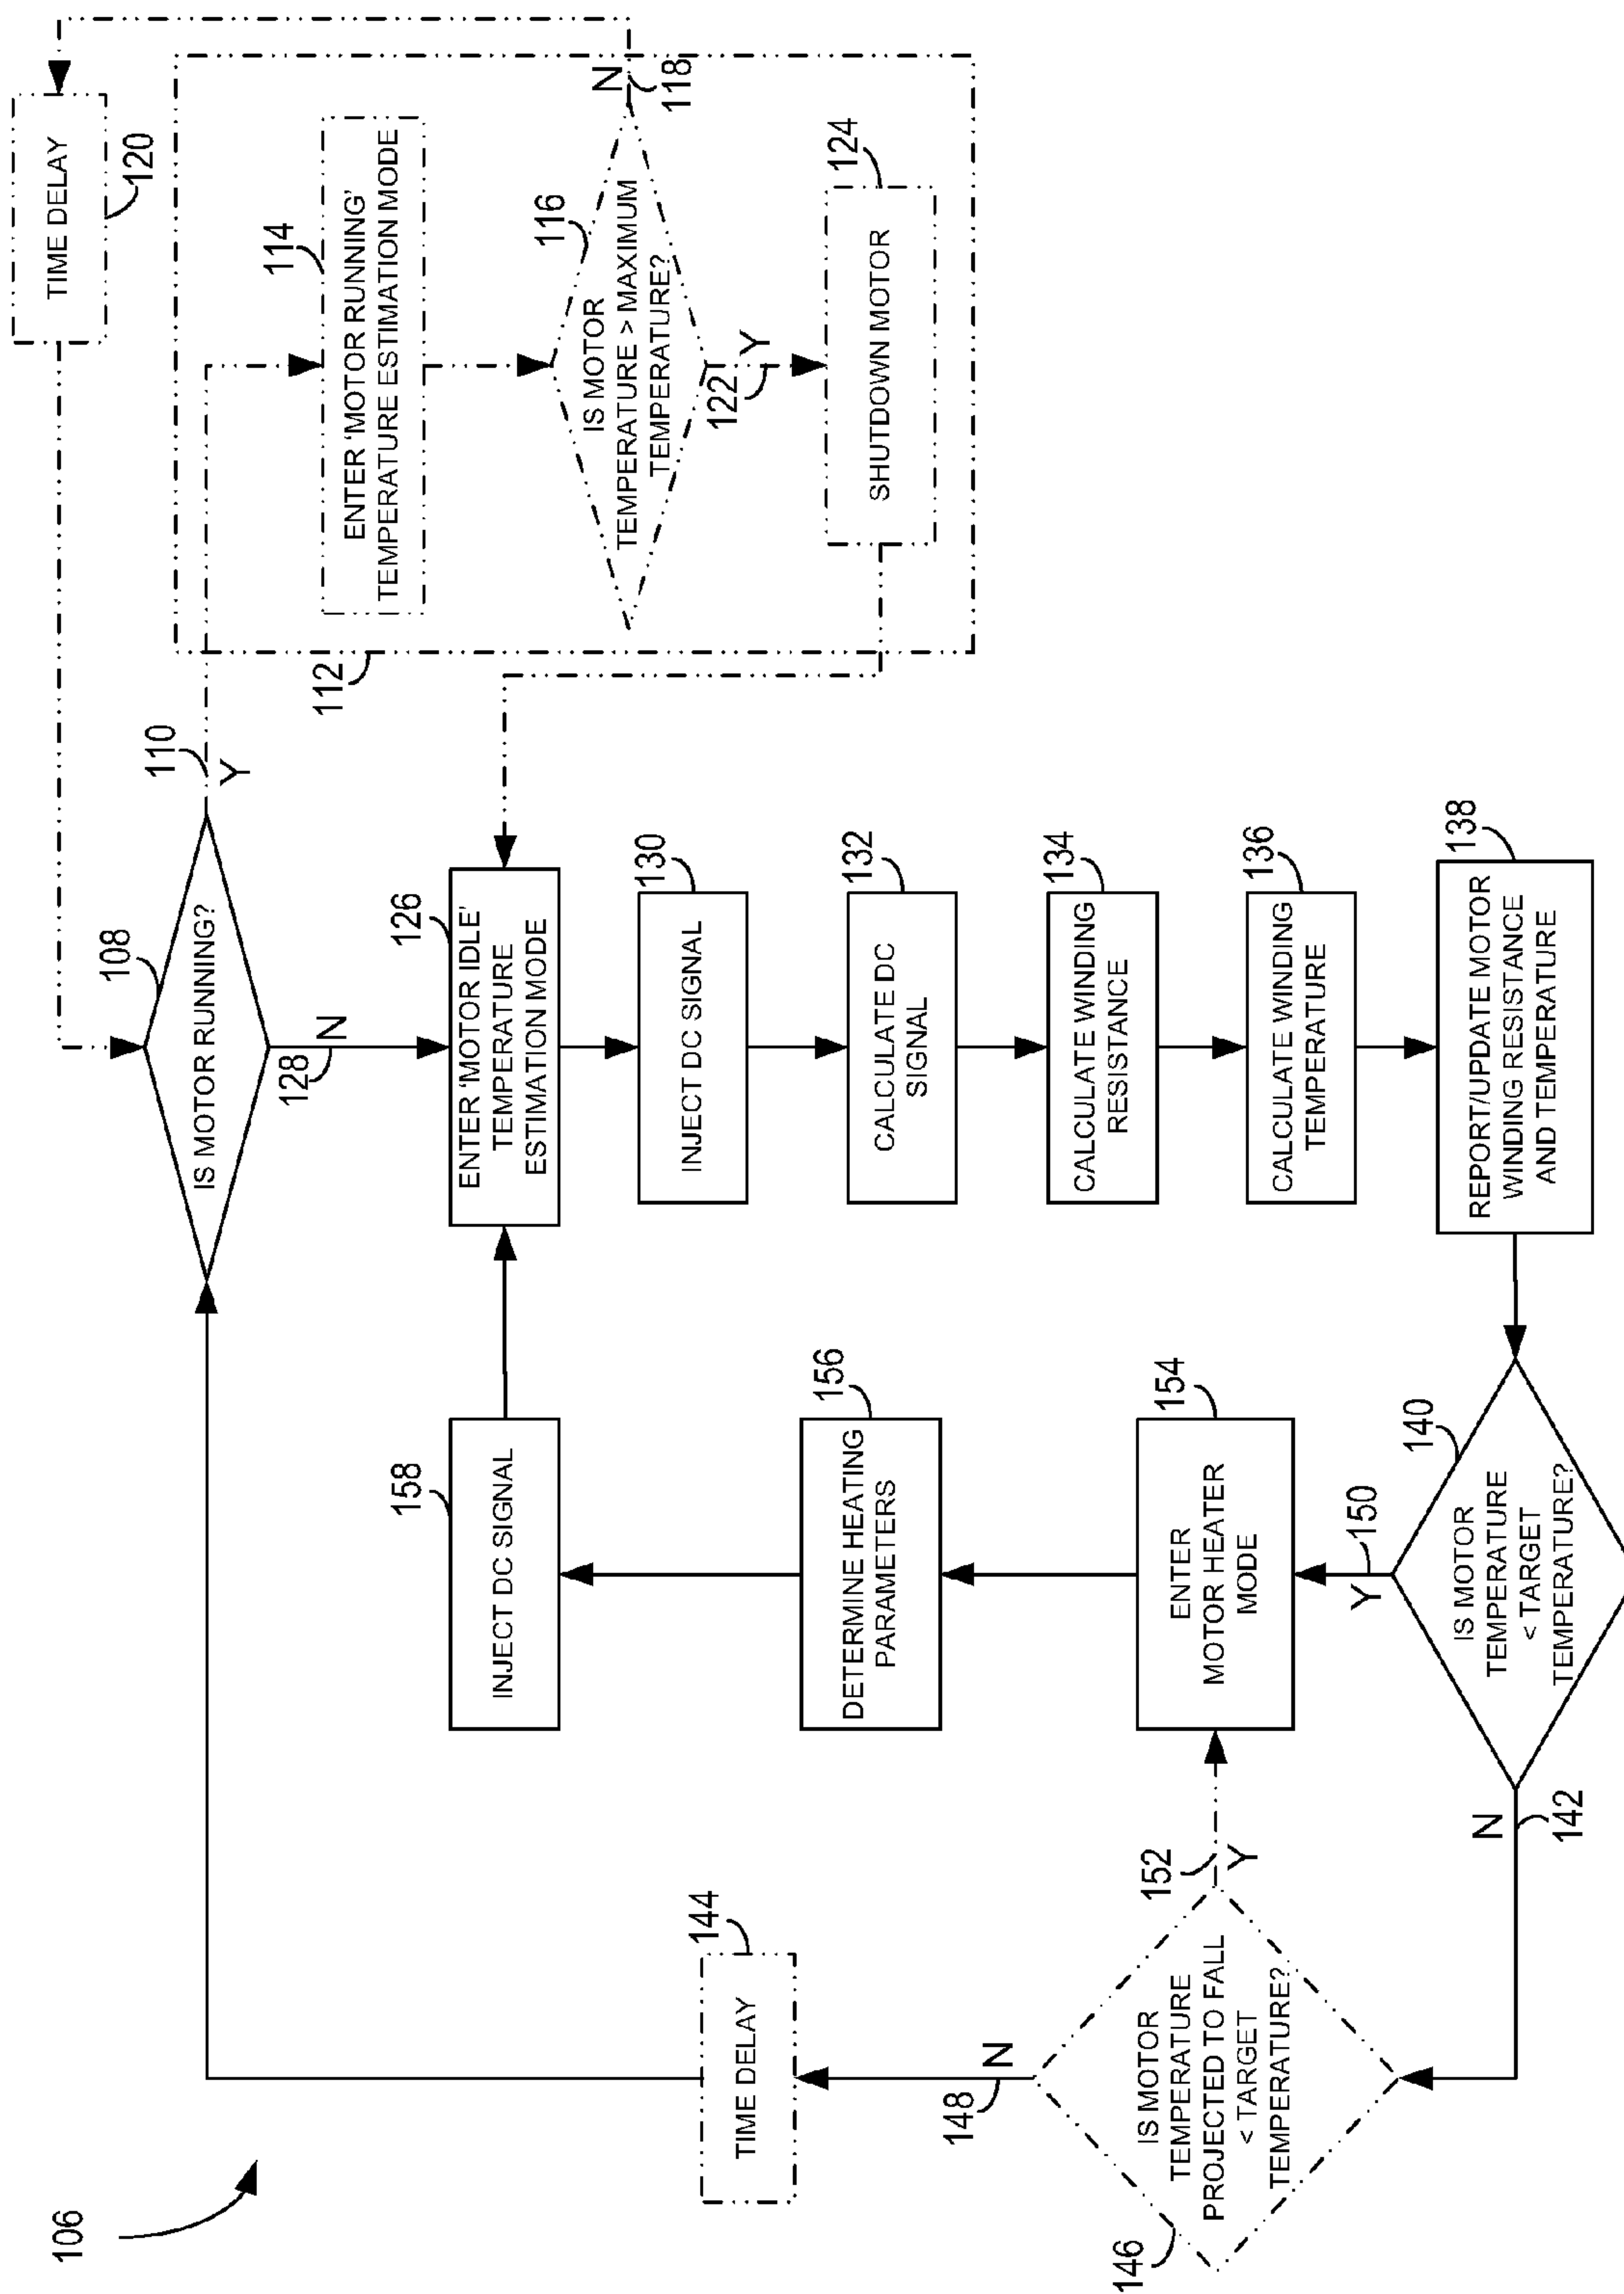 106
108
IS MOTOR RUNNING?
110
Y
128
N
TIME DELAY
120
112
114
ENTER 'MOTOR RUNNING'
TEMPERATURE ESTIMATION MODE
116
IS MOTOR
TEMPERATURE > MAXIMUM
TEMPERATURE?
N
118
122
Y
124
SHUTDOWN MOTOR
126
ENTER 'MOTOR IDLE'
TEMPERATURE
ESTIMATION MODE
130
INJECT DC SIGNAL
132
CALCULATE DC
SIGNAL
134
CALCULATE WINDING
RESISTANCE
136
CALCULATE WINDING
TEMPERATURE
138
REPORT/UPDATE MOTOR
WINDING RESISTANCE
AND TEMPERATURE
140
IS MOTOR
TEMPERATURE
< TARGET
TEMPERATURE?
N
142
Y
150
154
ENTER
MOTOR HEATER
MODE
156
DETERMINE HEATING
PARAMETERS
158
INJECT DC SIGNAL
146
IS MOTOR
TEMPERATURE
PROJECTED TO FALL
< TARGET
TEMPERATURE?
152
Y
148
N
144
TIME DELAY